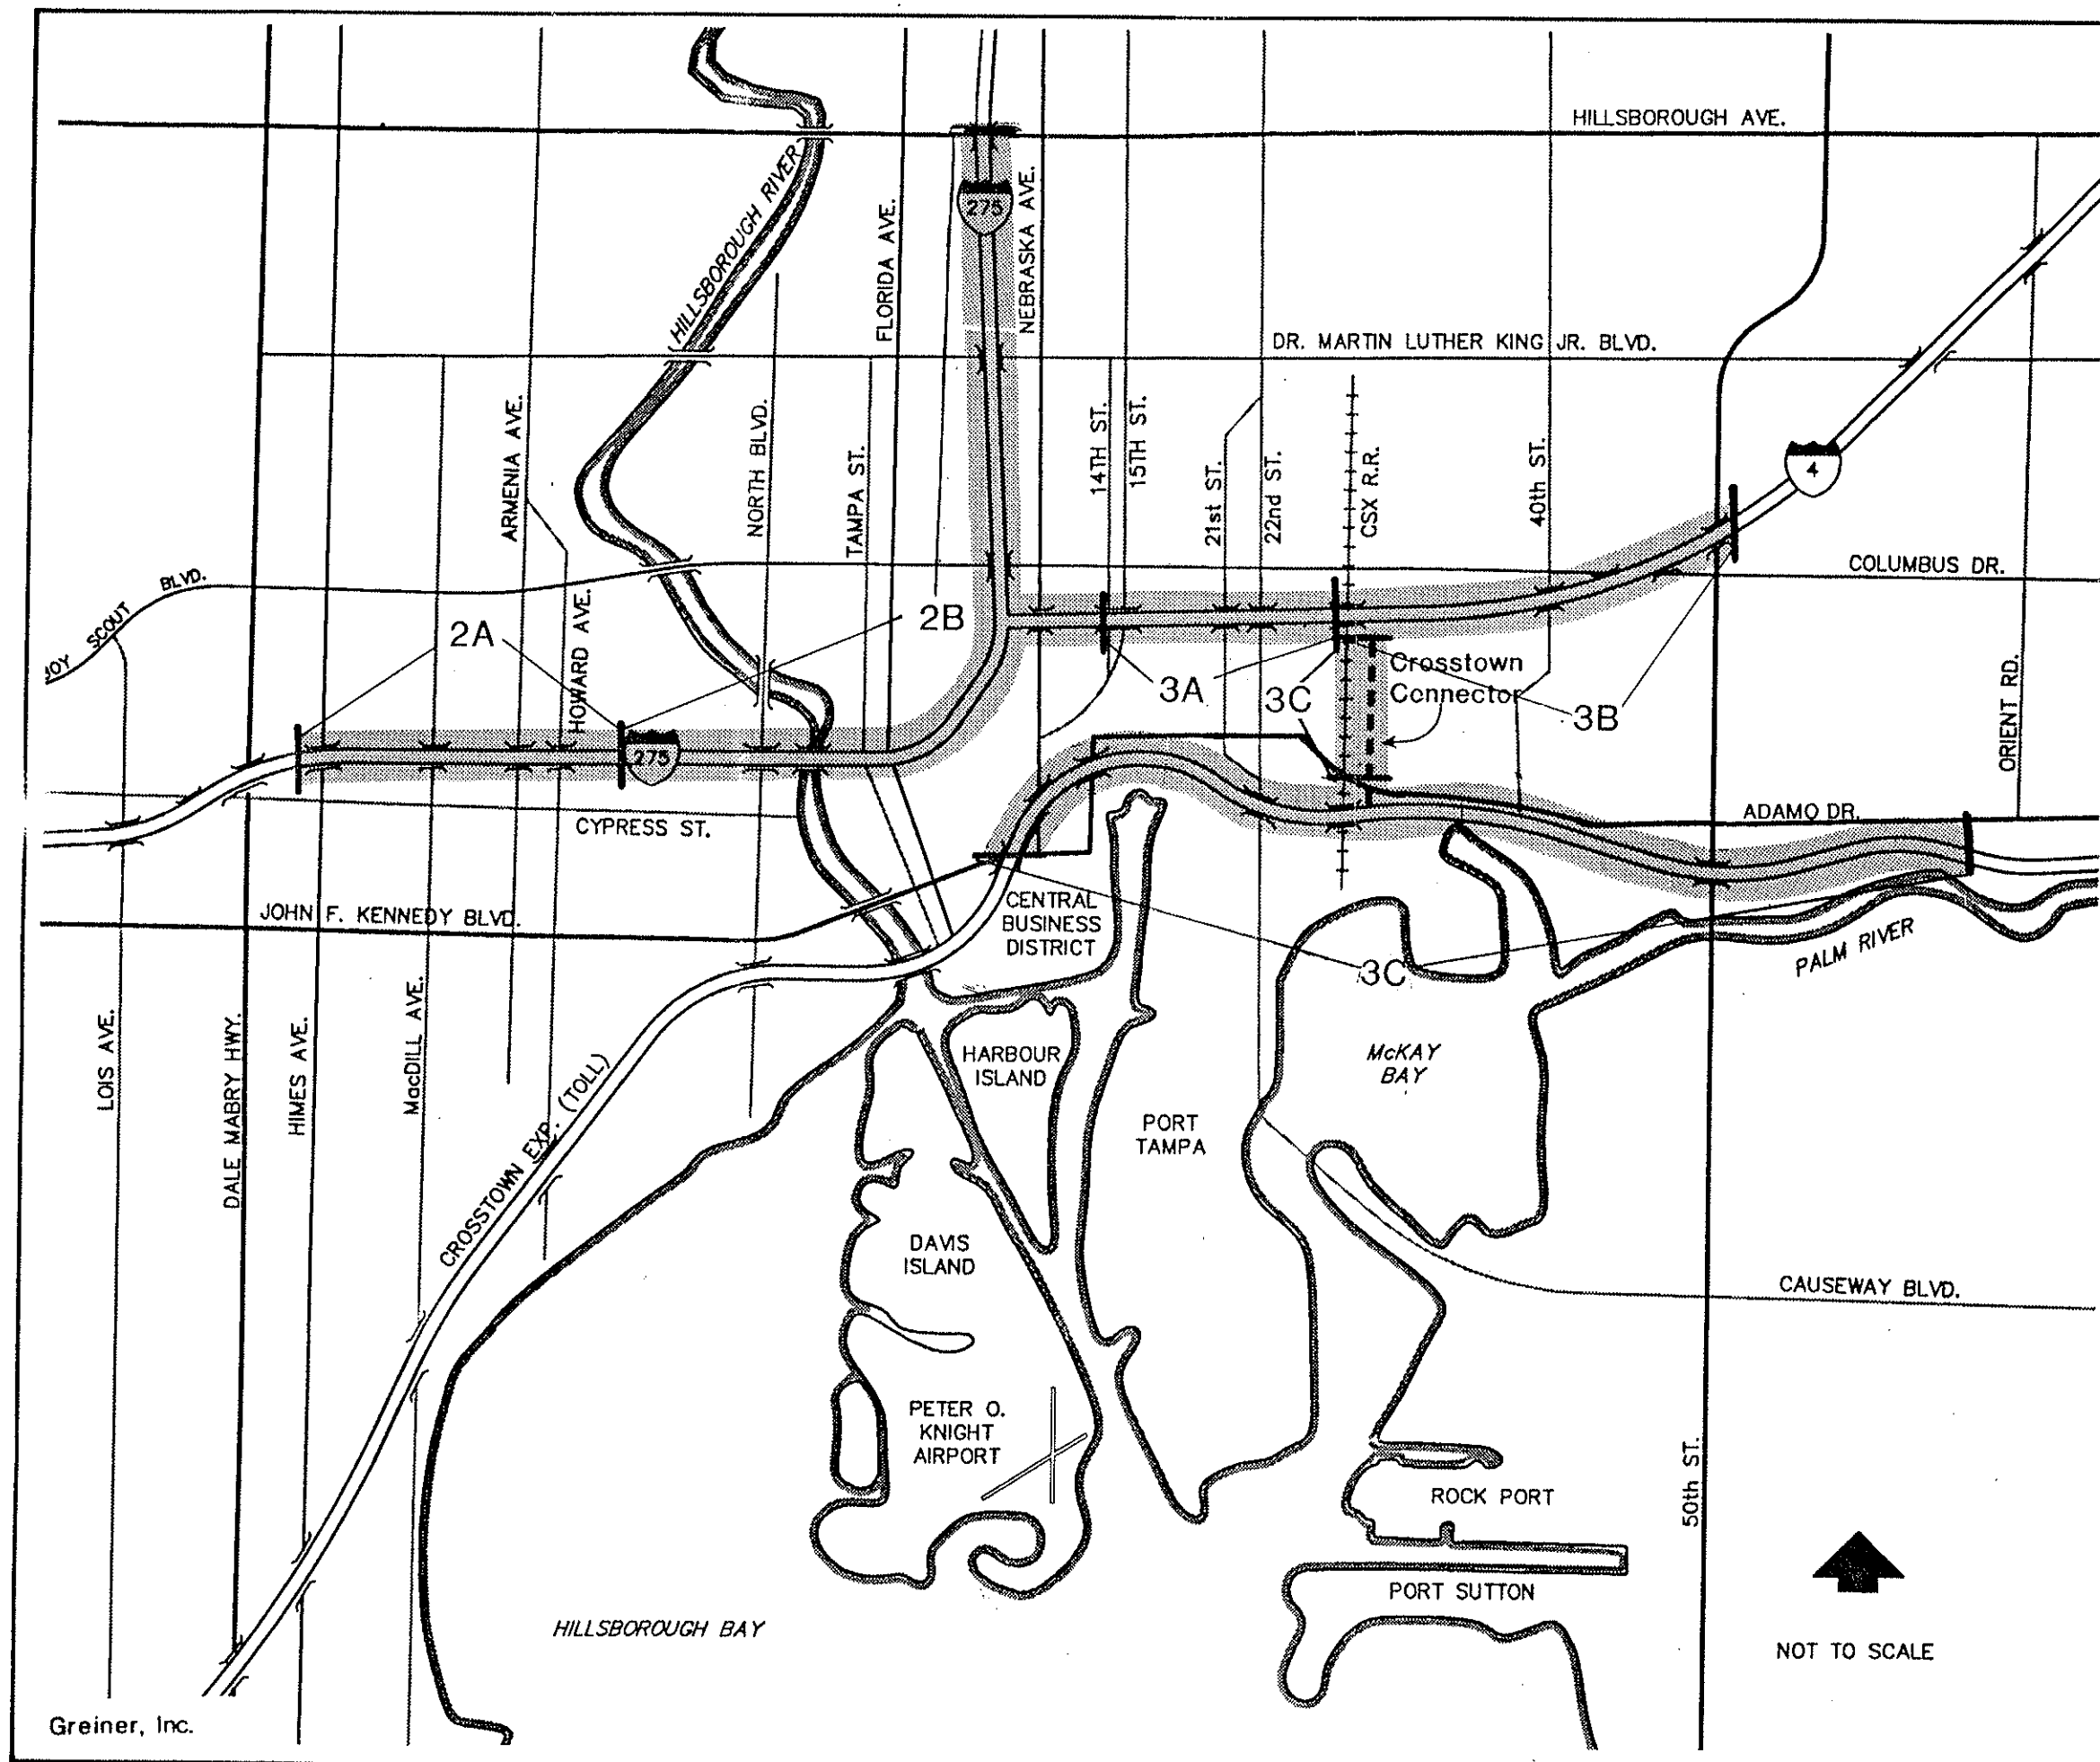 HILLSBOROUGH AVE.
HILLSBOROUGH RIVER
275
FLORIDA AVE.
NEBRASKA AVE.
DR. MARTIN LUTHER KING JR. BLVD.
ARMENIA AVE.
NORTH BLVD.
TAMPA ST.
14TH ST.
15TH ST.
21st ST.
22nd ST.
CSX R.R.
40th ST.
4
COLUMBUS DR.
BLVD.
SCOUT
2A
HOWARD AVE.
2B
3A
3C
Crosstown
Connector
3B
ORIENT RD.
275
CYPRESS ST.
ADAMO DR.
JOHN F. KENNEDY BLVD.
CENTRAL
BUSINESS
DISTRICT
3C
PALM RIVER
LOIS AVE.
DALE MABRY HWY.
HIMES AVE.
MacDILL AVE.
CROSSTOWN EXP. (TOLL)
HARBOUR
ISLAND
McKAY
BAY
PORT
TAMPA
DAVIS
ISLAND
CAUSEWAY BLVD.
PETER O.
KNIGHT
AIRPORT
ROCK PORT
50th ST.
PORT SUTTON
HILLSBOROUGH BAY
NOT TO SCALE
Greiner, Inc.